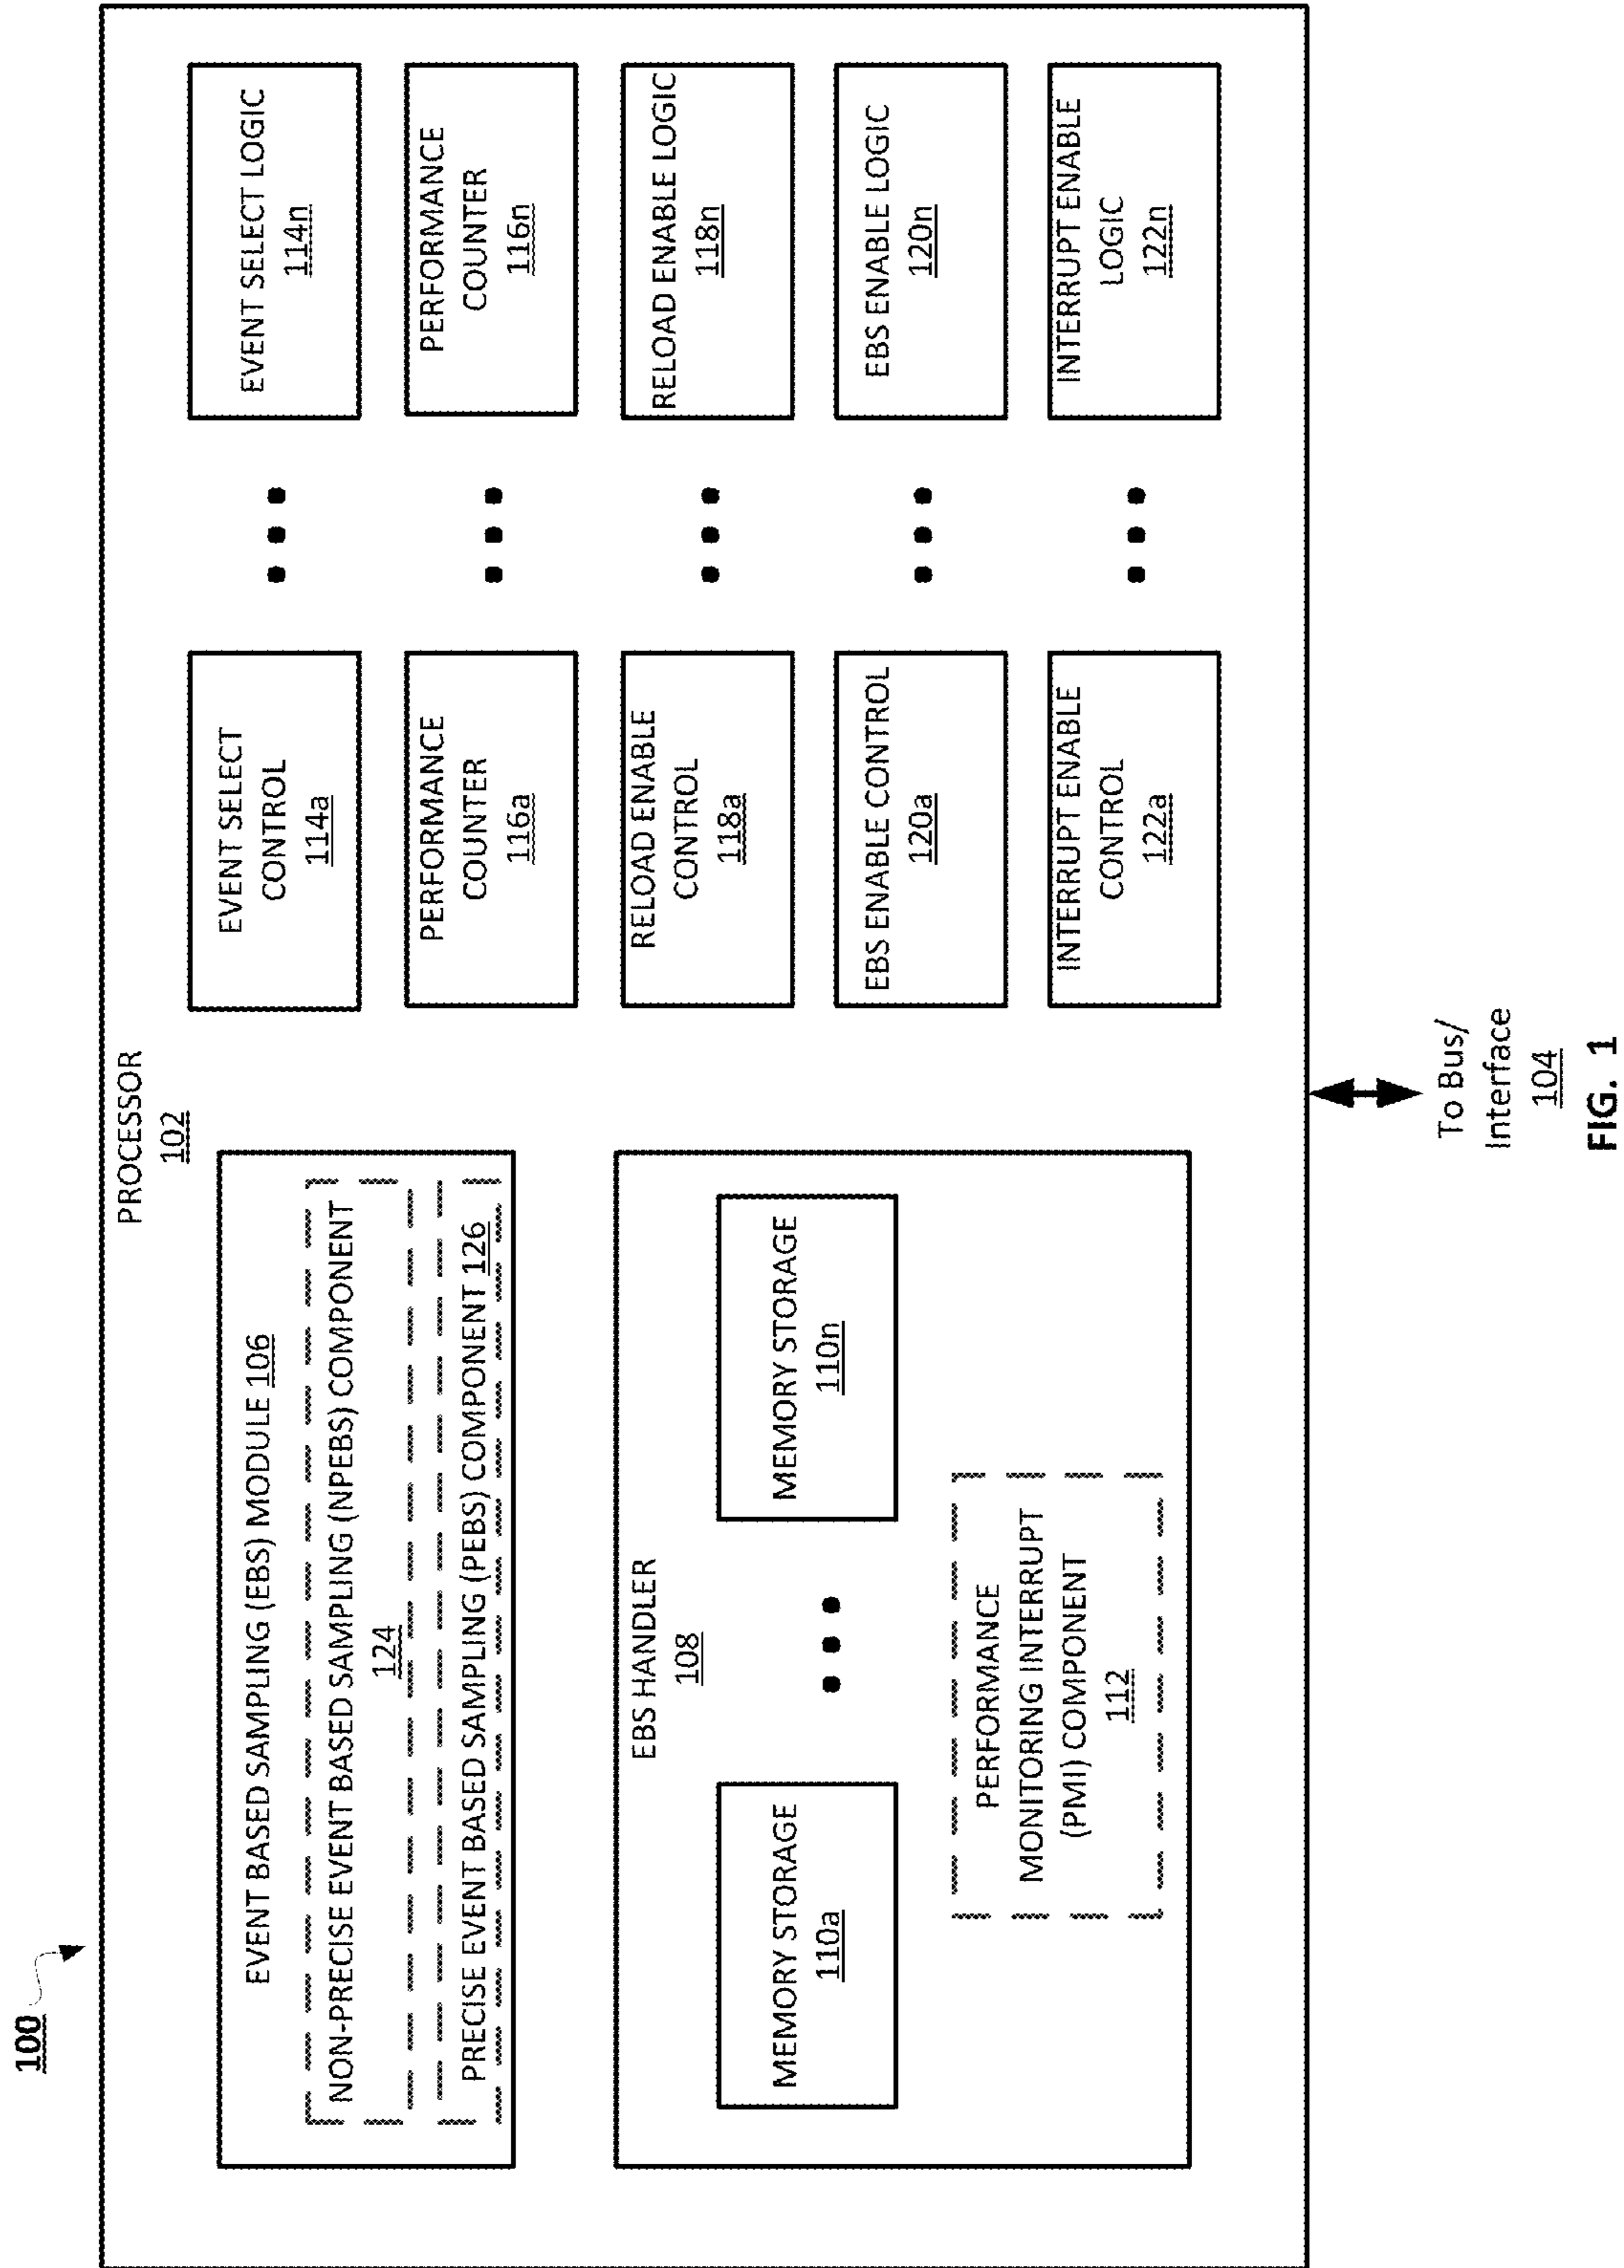 100
PROCESSOR
102
EVENT BASED SAMPLING (EBS) MODULE 106
NON-PRECISE EVENT BASED SAMPLING (NPEBS) COMPONENT
124
PRECISE EVENT BASED SAMPLING (PEBS) COMPONENT 126
EBS HANDLER
108
MEMORY STORAGE
110a
MEMORY STORAGE
110n
PERFORMANCE
MONITORING INTERRUPT
(PMI) COMPONENT
112
EVENT SELECT
CONTROL
114a
EVENT SELECT LOGIC
114n
PERFORMANCE
COUNTER
116a
PERFORMANCE
COUNTER
116n
RELOAD ENABLE
CONTROL
118a
RELOAD ENABLE LOGIC
118n
EBS ENABLE CONTROL
120a
EBS ENABLE LOGIC
120n
INTERRUPT ENABLE
CONTROL
122a
INTERRUPT ENABLE
LOGIC
122n
To Bus/
Interface
104
FIG. 1